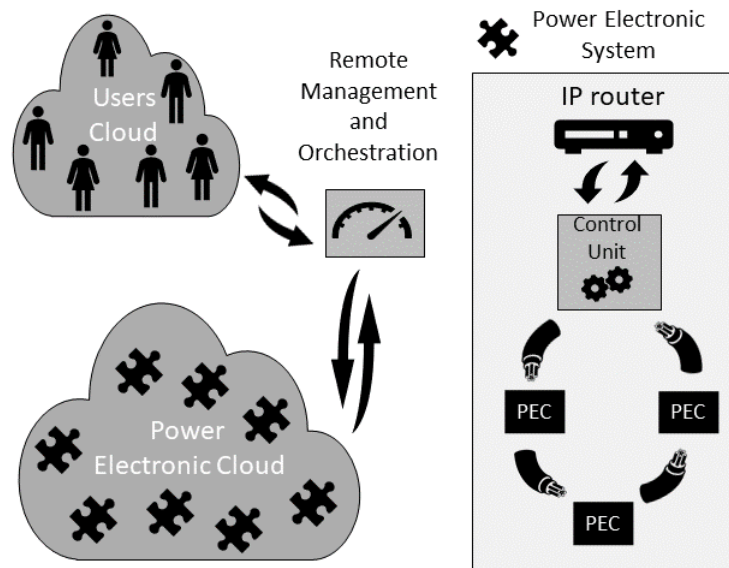 Users
Cloud
Remote
Management
and
Orchestration
Power
Electronic Cloud
Power Electronic
System
IP router
Control
Unit
PEC
PEC
PEC